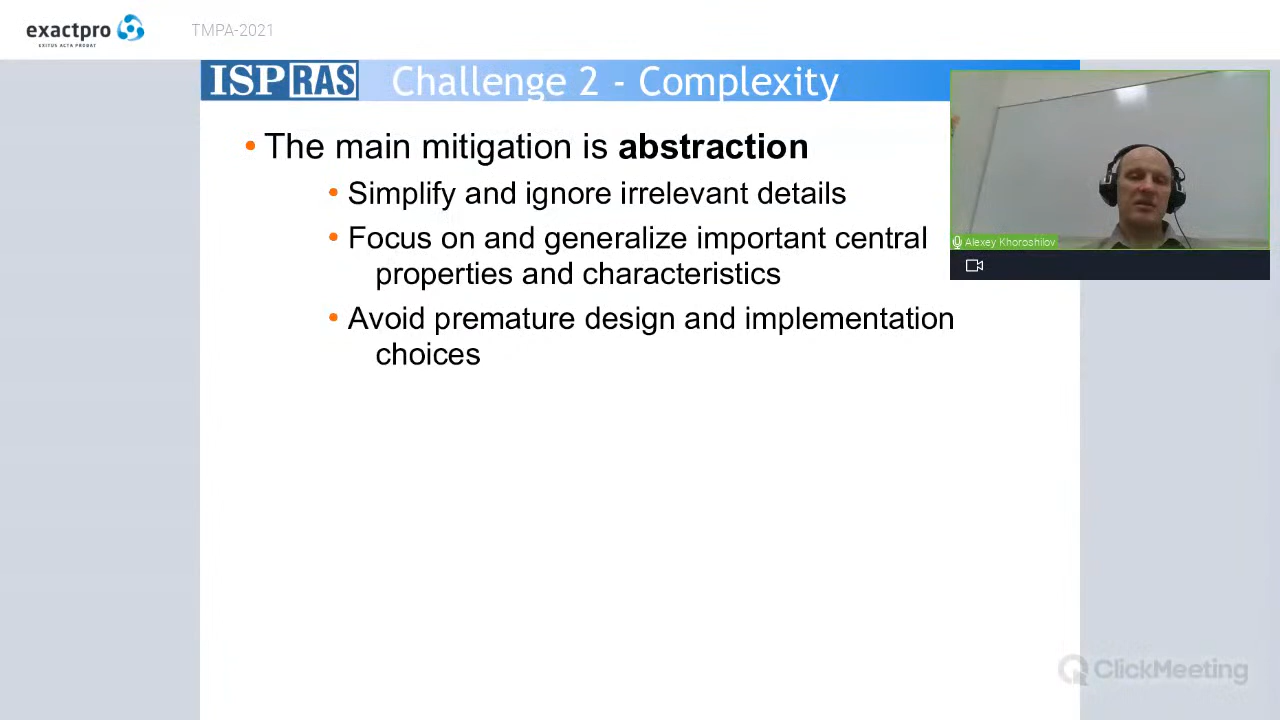 exactpro
EXITUS ACTA PROBAT
TMPA-2021
ISPRAS
Challenge 2 - Complexity
• The main mitigation is abstraction
• Simplify and ignore irrelevant details
• Focus on and generalize important central
properties and characteristics
• Avoid premature design and implementation
choices
Alexey Khoroshilov
ClickMeeting